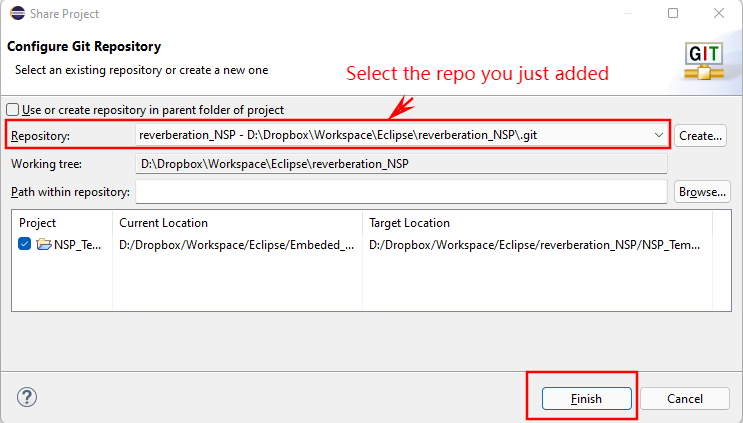 Share Project
Configure Git Repository
Select an existing repository or create a new one
GIT
Select the repo you just added
Use or create repository in parent folder of project
Repository: reverberation_NSP - D:\Dropbox\Workspace\Eclipse\reverberation_NSP\.git Create...
Working tree: D:\Dropbox\Workspace\Eclipse\reverberation_NSP
Path within repository: Browse...
Project Current Location Target Location
NSP_Te... D:/Dropbox/Workspace/Eclipse/Embeded_... D:/Dropbox/Workspace/Eclipse/reverberation_NSP/NSP_Tem...
? Finish Cancel